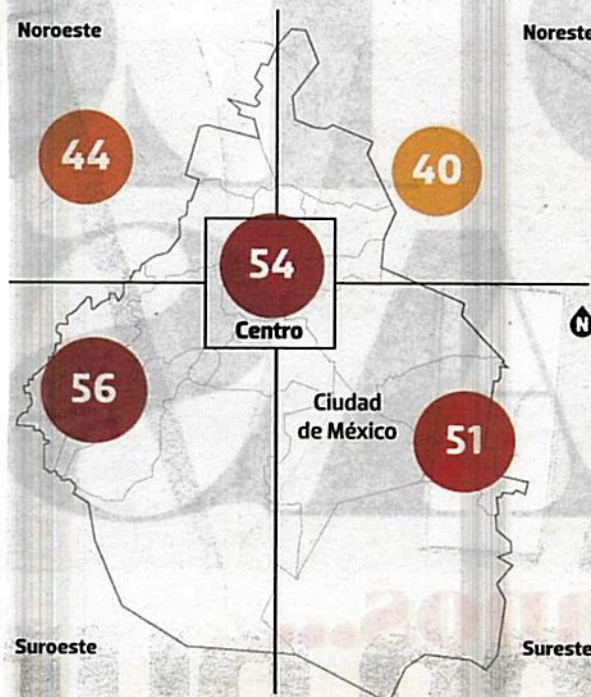 Noroeste
Noreste
44
40
54
Centro
N
56
Ciudad
de México
51
Suroeste
Sureste